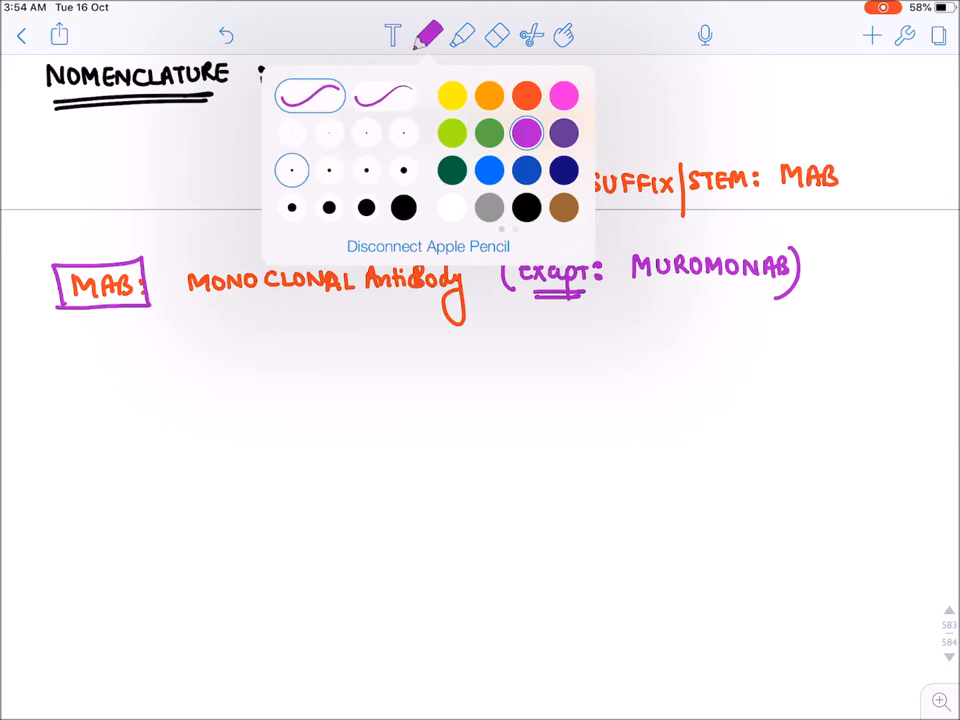 3:54 AM Tue 16 Oct
58%
NOMENCLATURE :
SUFFIX|STEM: MAB
Disconnect Apple Pencil
MAB: MONOCLONAL AntiBody (Exapt: MUROMONAB)
583
584